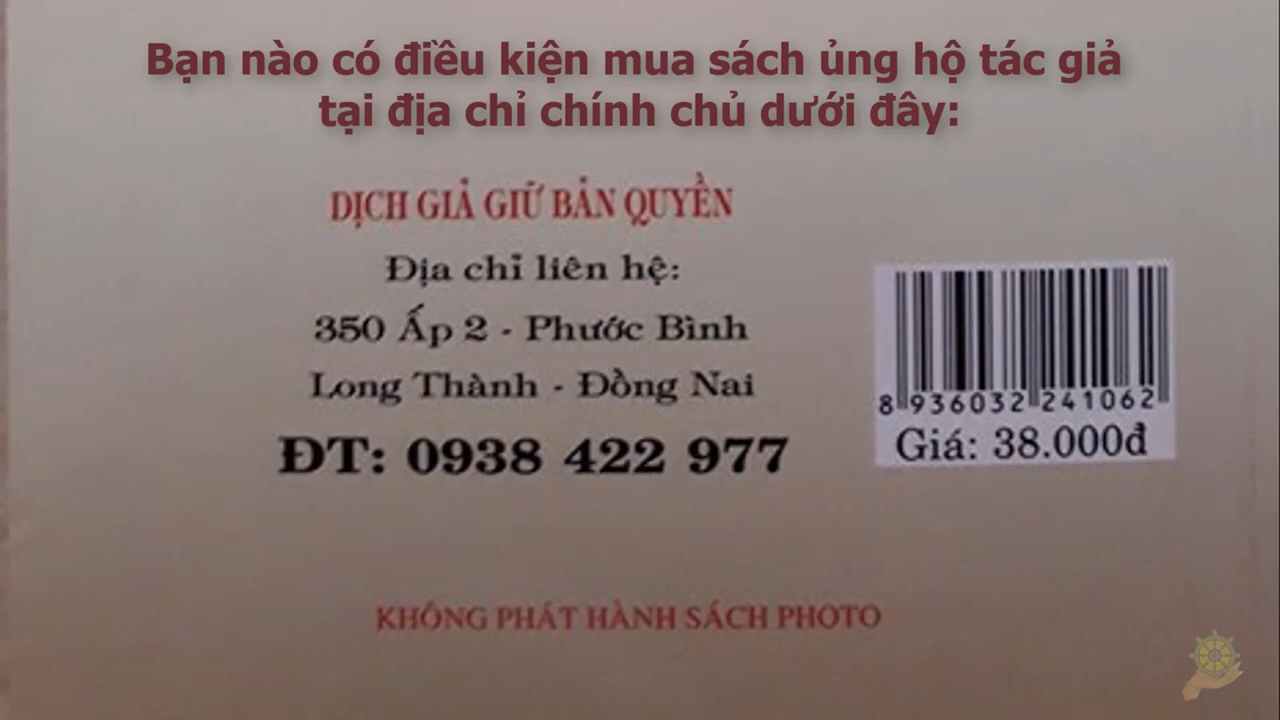 Bạn nào có điều kiện mua sách ủng hộ tác giả
tại địa chỉ chính chủ dưới đây:
DỊCH GIẢ GIỮ BẢN QUYỀN
Địa chỉ liên hệ:
350 Ấp 2 - Phước Bình
Long Thành - Đồng Nai
ĐT: 0938 422 977
8 936032 241062
Giá: 38.000đ
KHÔNG PHÁT HÀNH SÁCH PHOTO